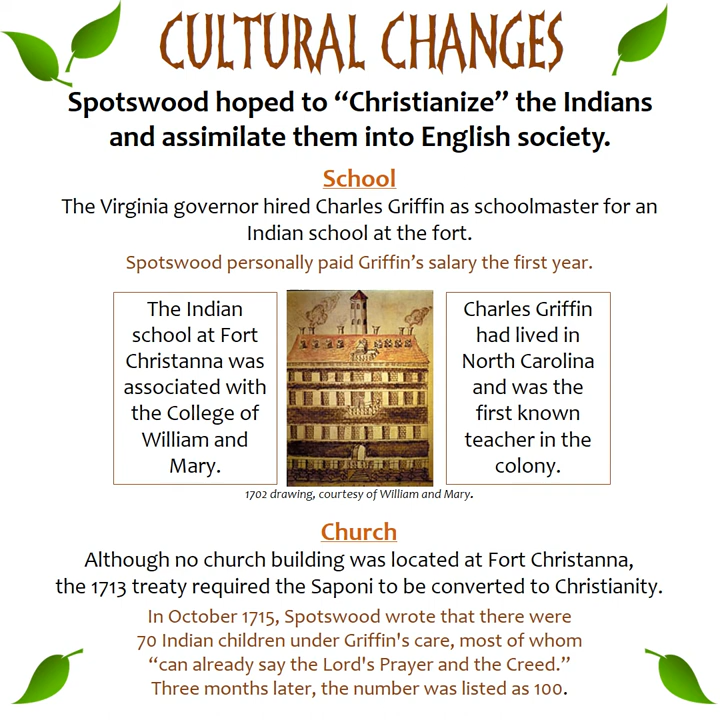 CULTURAL CHANGES
Spotswood hoped to “Christianize” the Indians
and assimilate them into English society.
School
The Virginia governor hired Charles Griffin as schoolmaster for an
Indian school at the fort.
Spotswood personally paid Griffin’s salary the first year.
The Indian
school at Fort
Christanna was
associated with
the College of
William and
Mary.
Charles Griffin
had lived in
North Carolina
and was the
first known
teacher in the
colony.
1702 drawing, courtesy of William and Mary.
Church
Although no church building was located at Fort Christanna,
the 1713 treaty required the Saponi to be converted to Christianity.
In October 1715, Spotswood wrote that there were
70 Indian children under Griffin's care, most of whom
“can already say the Lord's Prayer and the Creed.”
Three months later, the number was listed as 100.